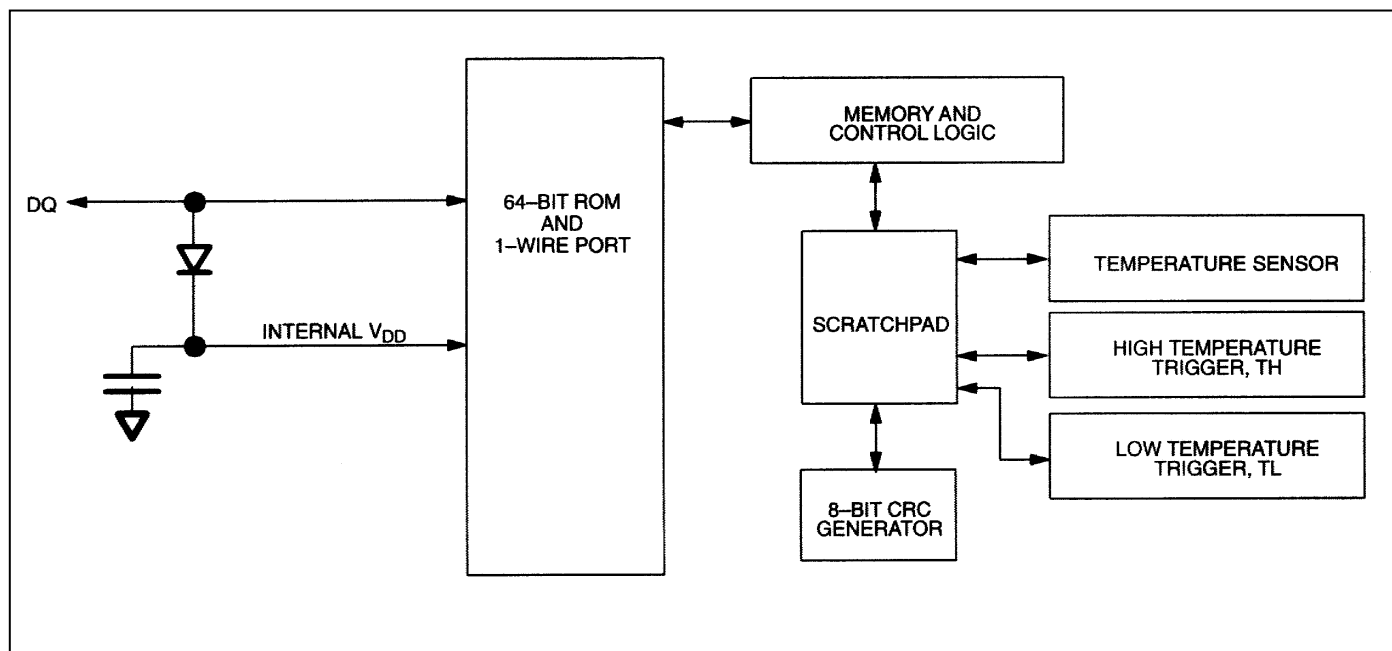 DQ
INTERNAL VDD
64–BIT ROM
AND
1–WIRE PORT
MEMORY AND
CONTROL LOGIC
SCRATCHPAD
8–BIT CRC
GENERATOR
TEMPERATURE SENSOR
HIGH TEMPERATURE
TRIGGER, TH
LOW TEMPERATURE
TRIGGER, TL